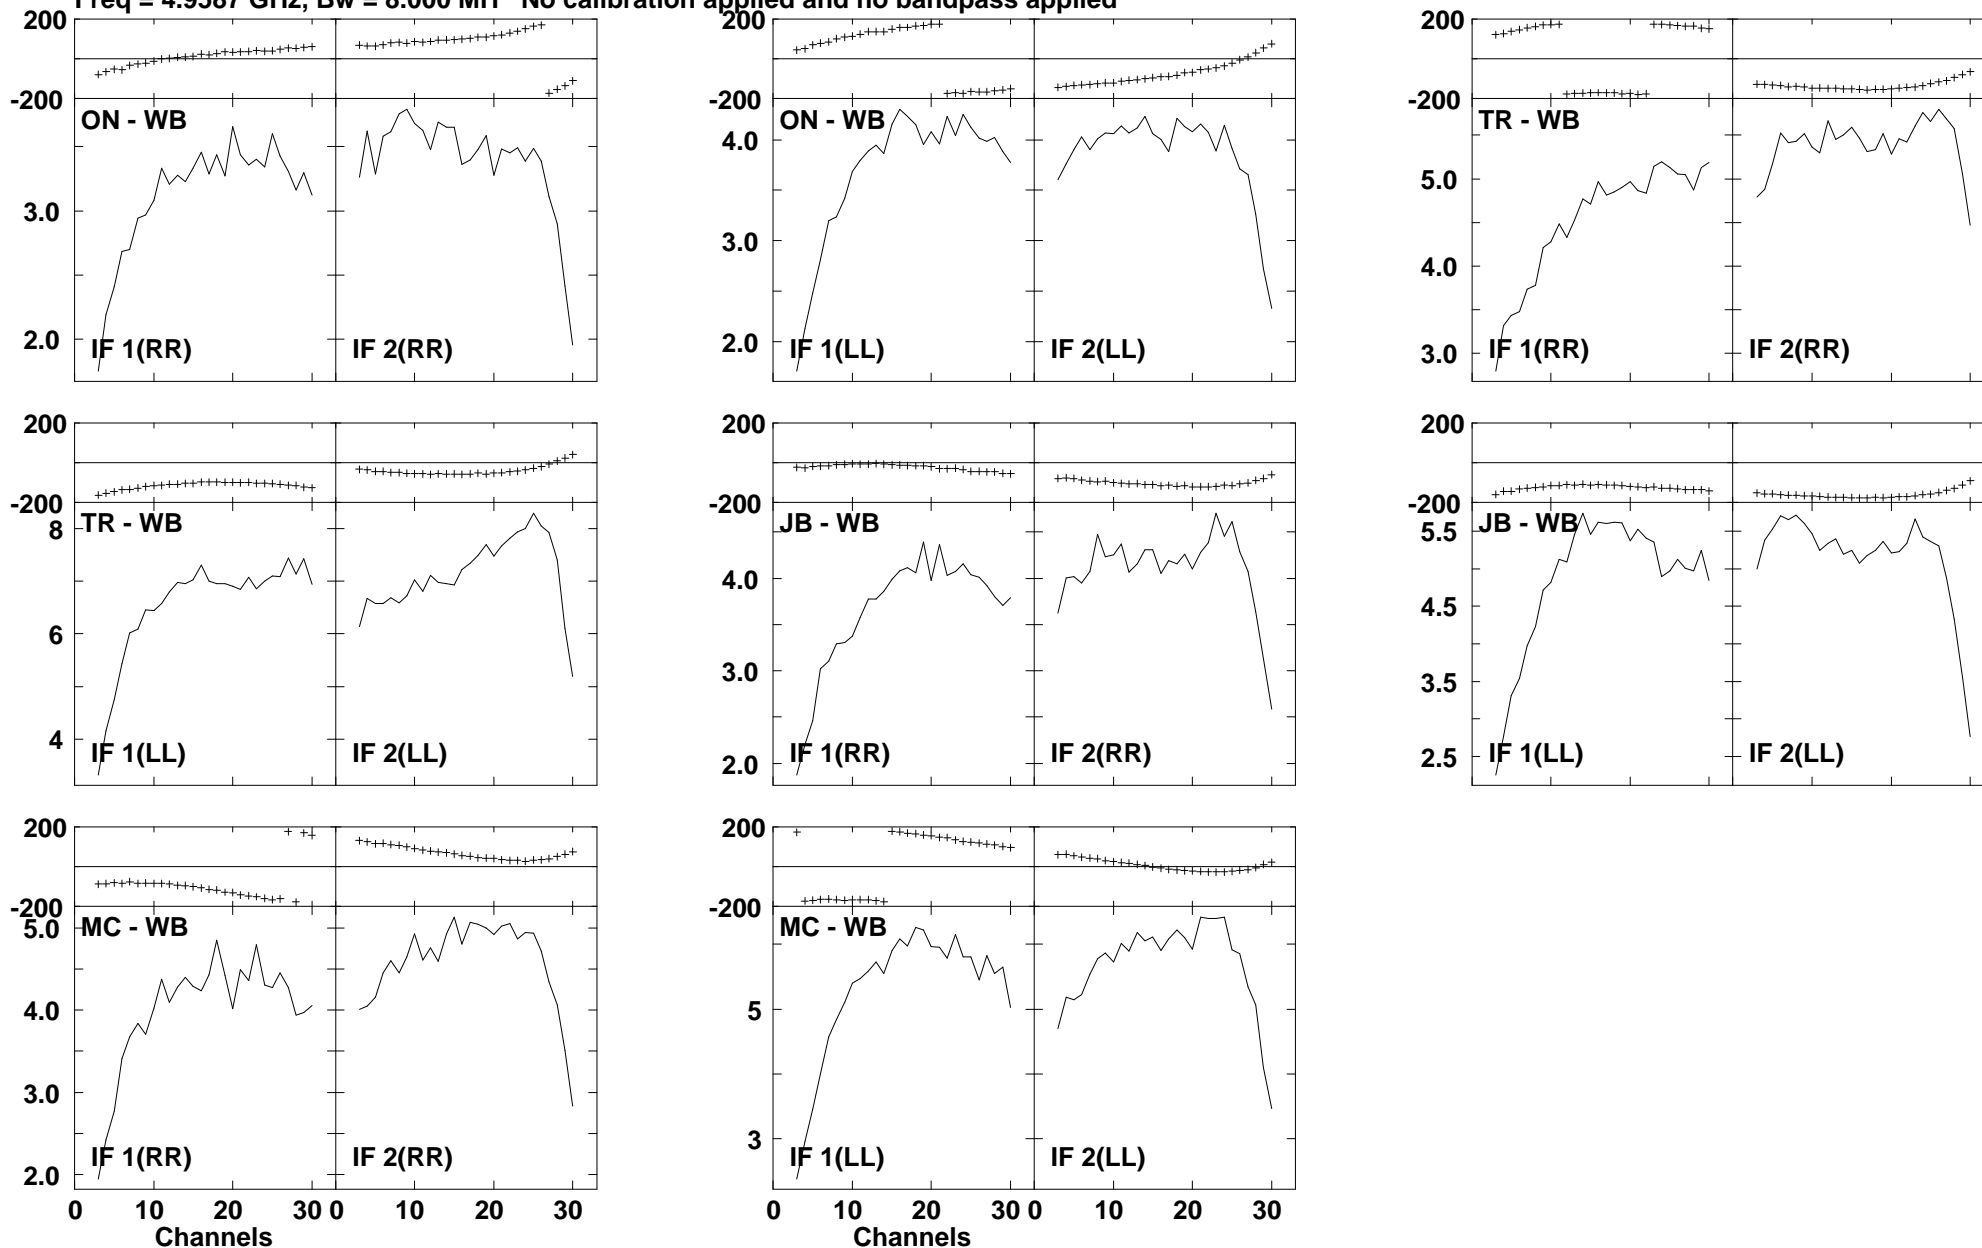 Freq = 4.9587 GHz, Bw = 8.000 MH No calibration applied and no bandpass applied
200
-200
ON - WB
3.0
2.0
IF 1(RR) IF 2(RR)
ON - WB
4.0
3.0
2.0
IF 1(LL) IF 2(LL)
200
-200
TR - WB
5.0
4.0
3.0
IF 1(RR) IF 2(RR)
200
-200
TR - WB
8
6
4
IF 1(LL) IF 2(LL)
200
-200
JB - WB
4.0
3.0
2.0
IF 1(RR) IF 2(RR)
200
-200
JB - WB
5.5
4.5
3.5
2.5
IF 1(LL) IF 2(LL)
200
-200
MC - WB
5.0
4.0
3.0
2.0
IF 1(RR) IF 2(RR)
0 10 20 30 0 10 20 30
Channels
200
-200
MC - WB
5
3
IF 1(LL) IF 2(LL)
0 10 20 30 0 10 20 30
Channels